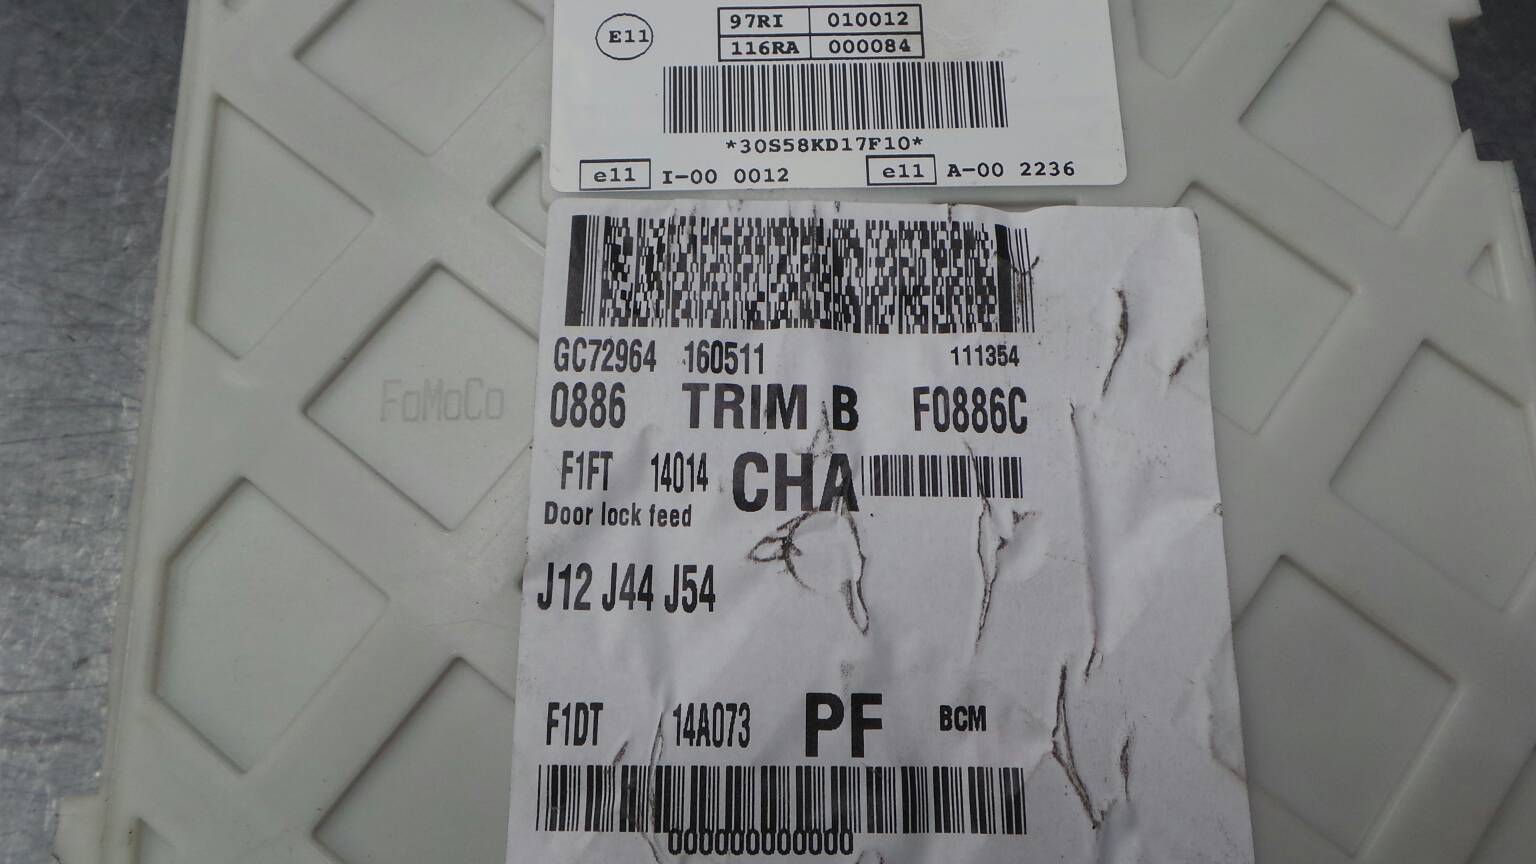 E11
97RI 010012
116RA 000084
*30S58KD17F10*
e11 I-00 0012 e11 A-00 2236
GC72964 160511 111354
0886 TRIM B F0886C
FoMoCo
F1FT 14014 CHA
Door lock feed
J12 J44 J54
F1DT 14A073 PF BCM
000000000000